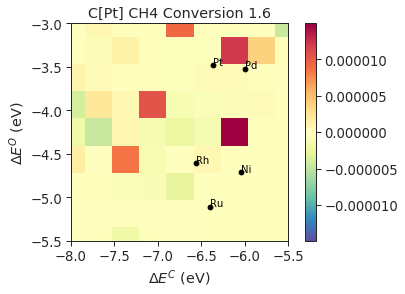 C[Pt] CH4 Conversion 1.6
−3.0
−3.5
−4.0
−4.5
−5.0
−5.5
ΔE^O (eV)
Pt
Pd
Rh
Ni
Ru
−8.0 −7.5 −7.0 −6.5 −6.0 −5.5
ΔE^C (eV)
0.000010
0.000005
0.000000
−0.000005
−0.000010